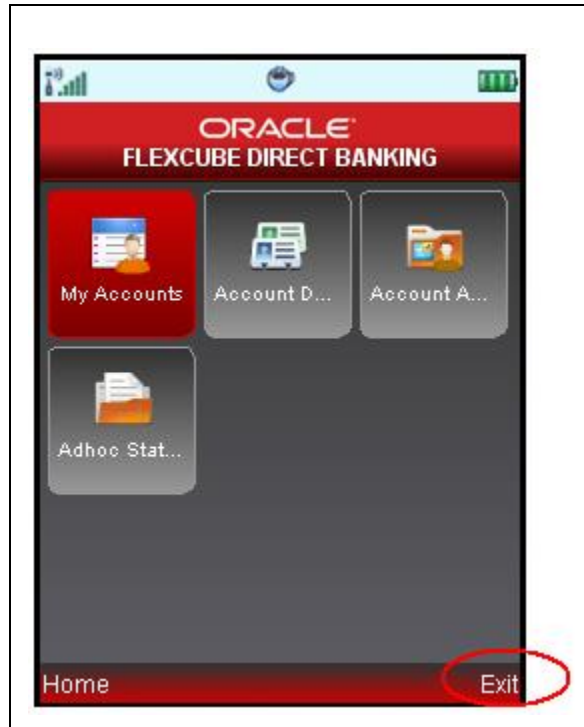 ORACLE
FLEXCUBE DIRECT BANKING
My Accounts
Account D...
Account A...
Adhoc Stat...
Home
Exit